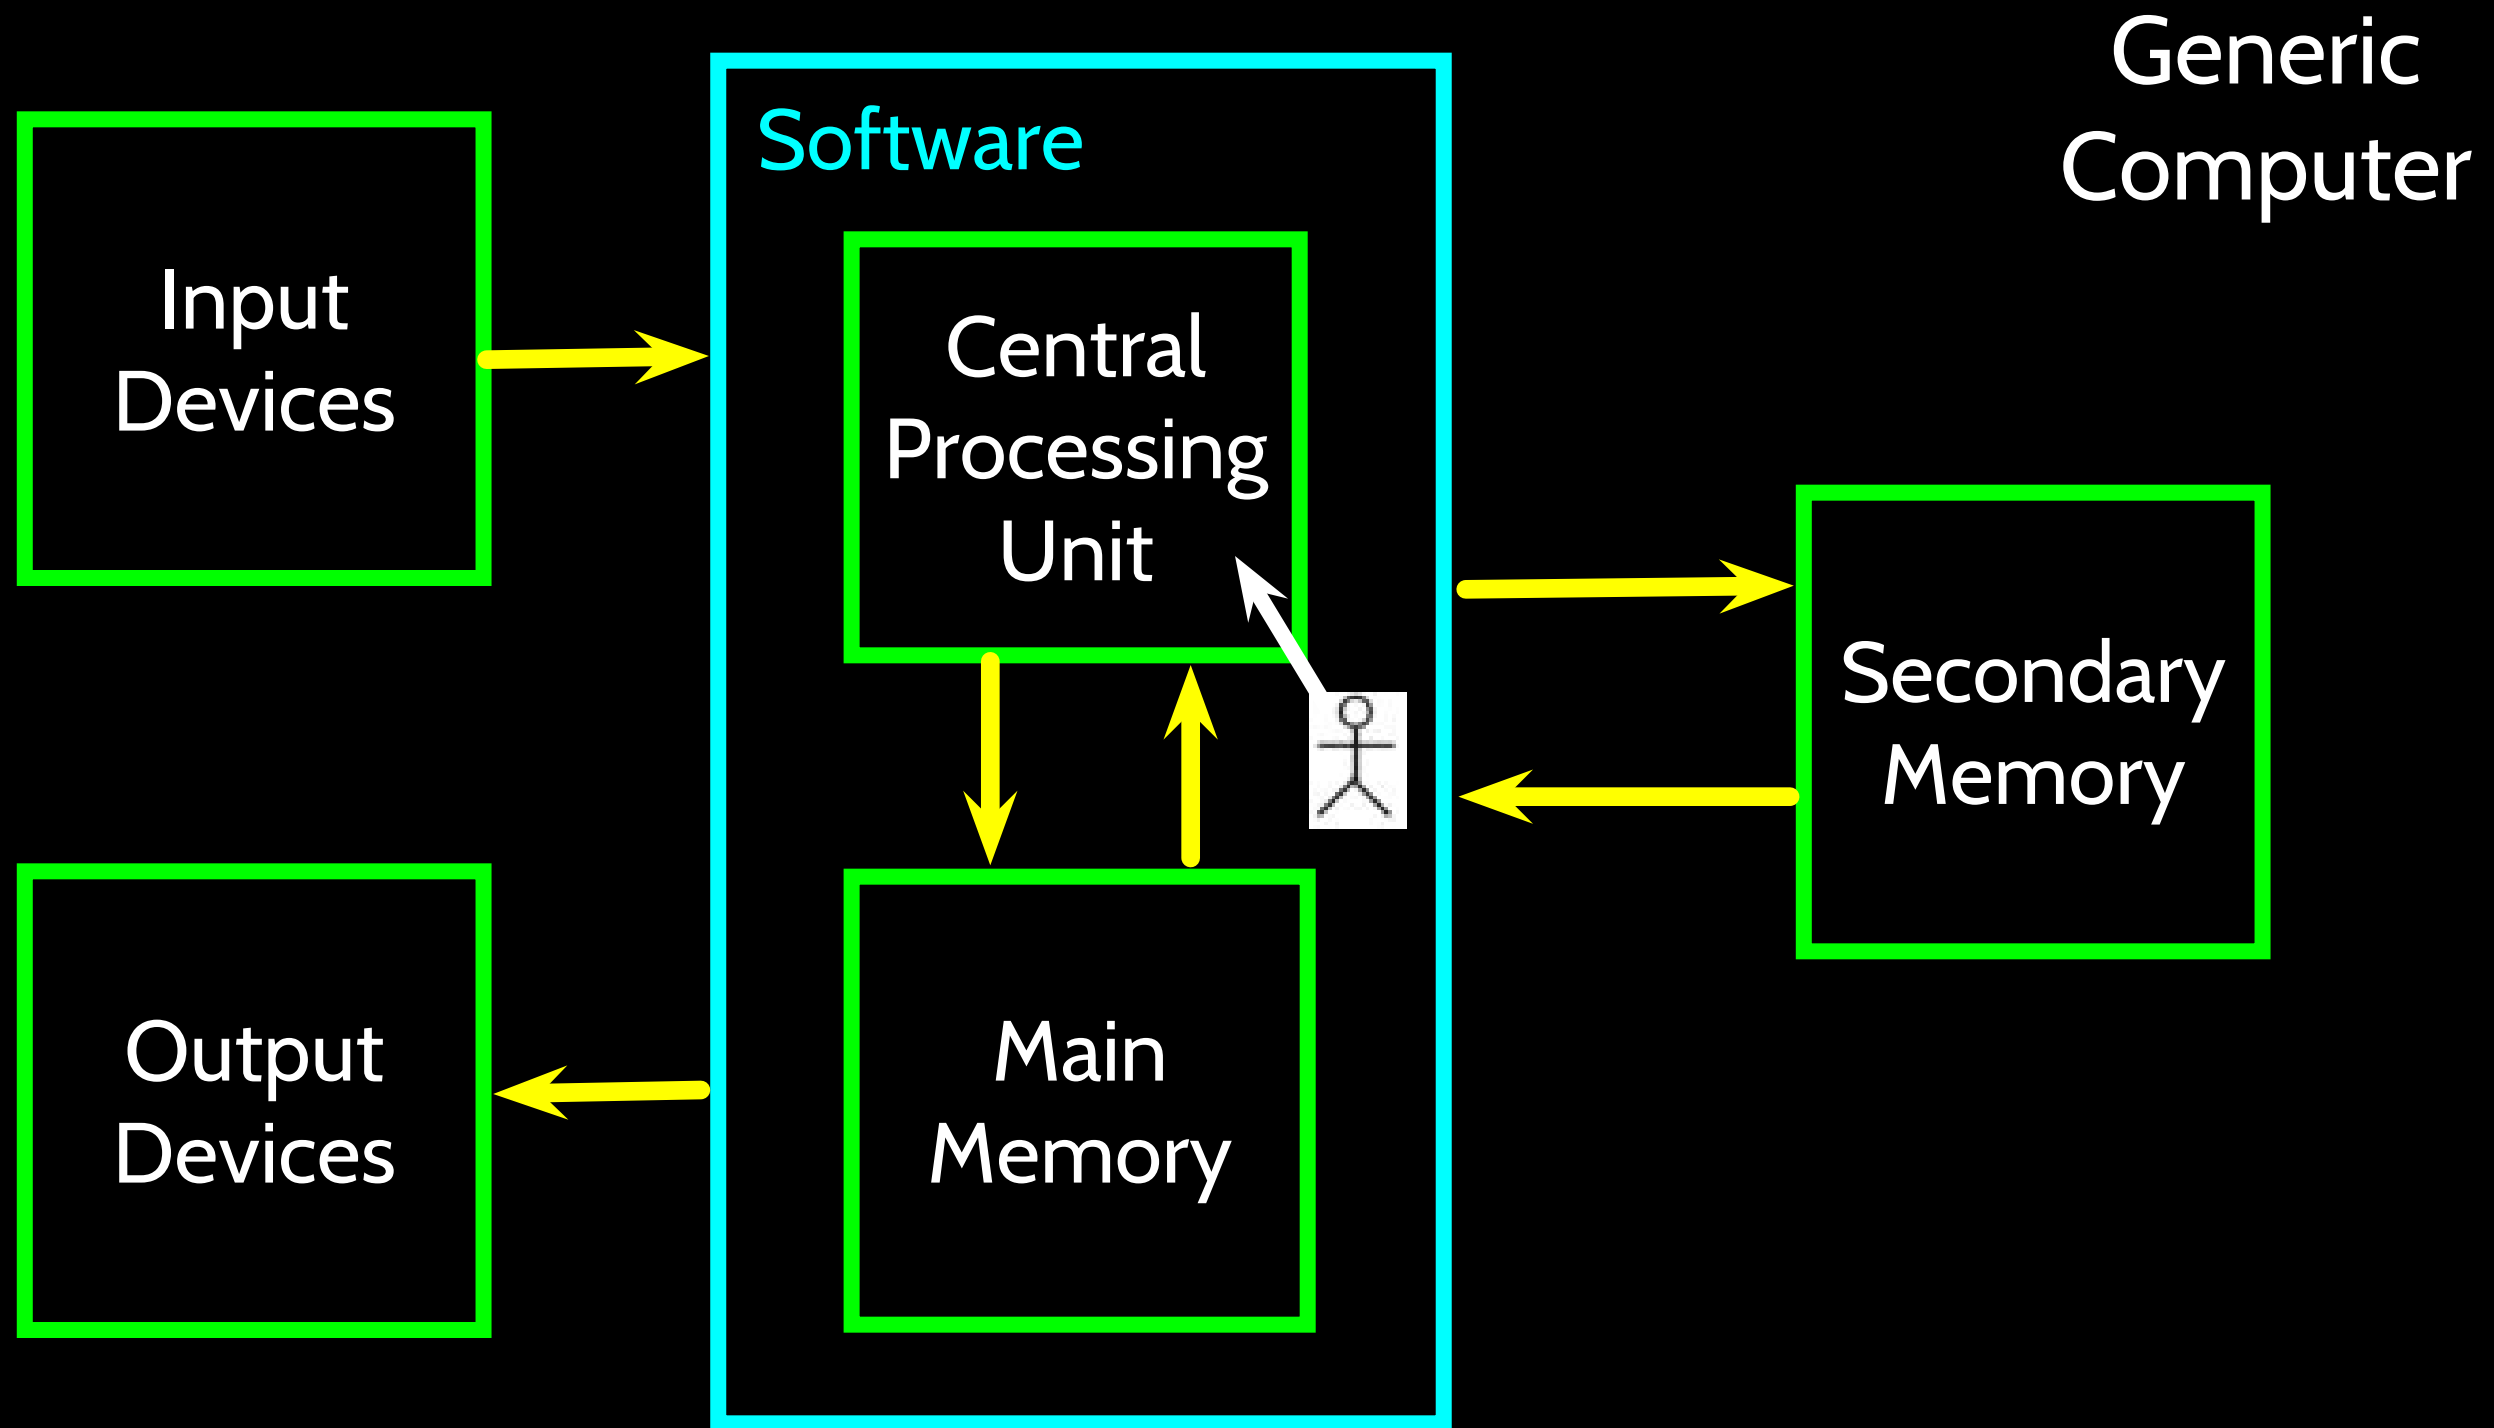 Generic
Computer
Software
Input
Devices
Central
Processing
Unit
Secondary
Memory
Output
Devices
Main
Memory